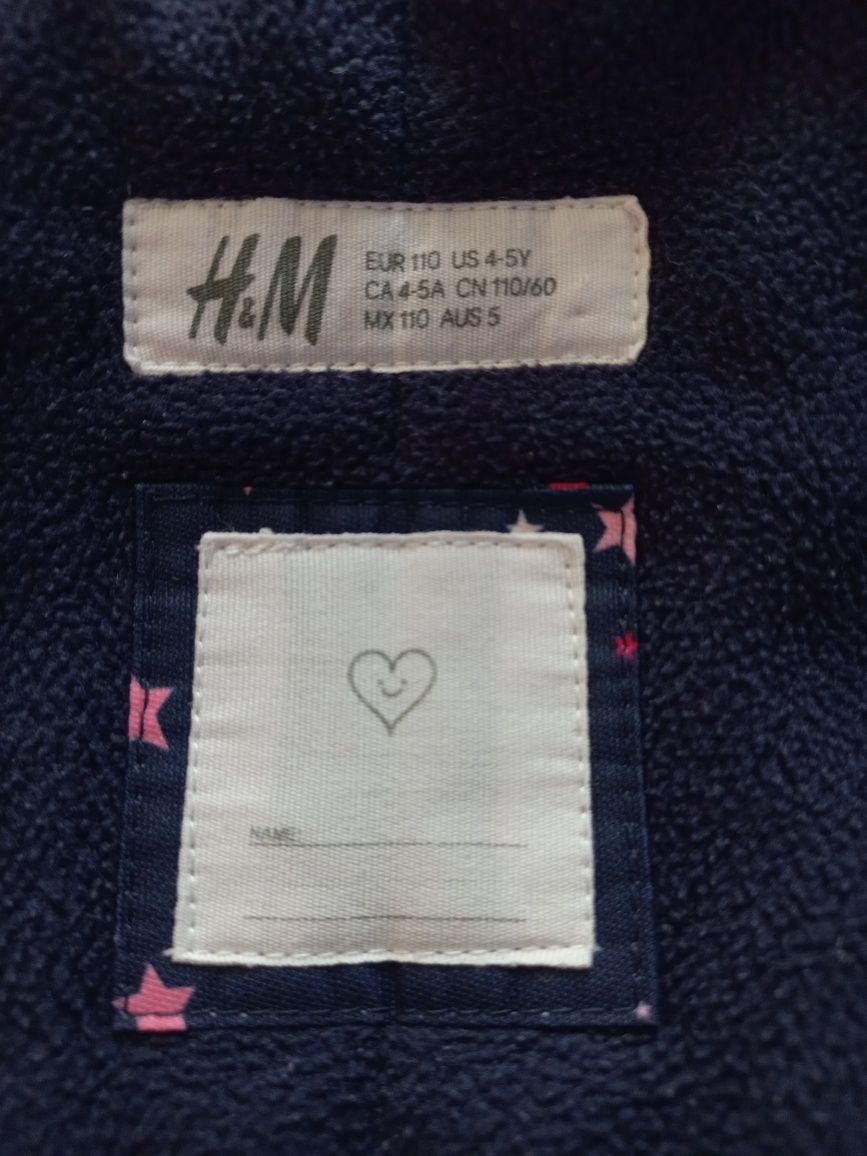 H&M
EUR 110 US 4-5Y
CA 4-5A CN 110/60
MX 110 AUS 5
NAME: